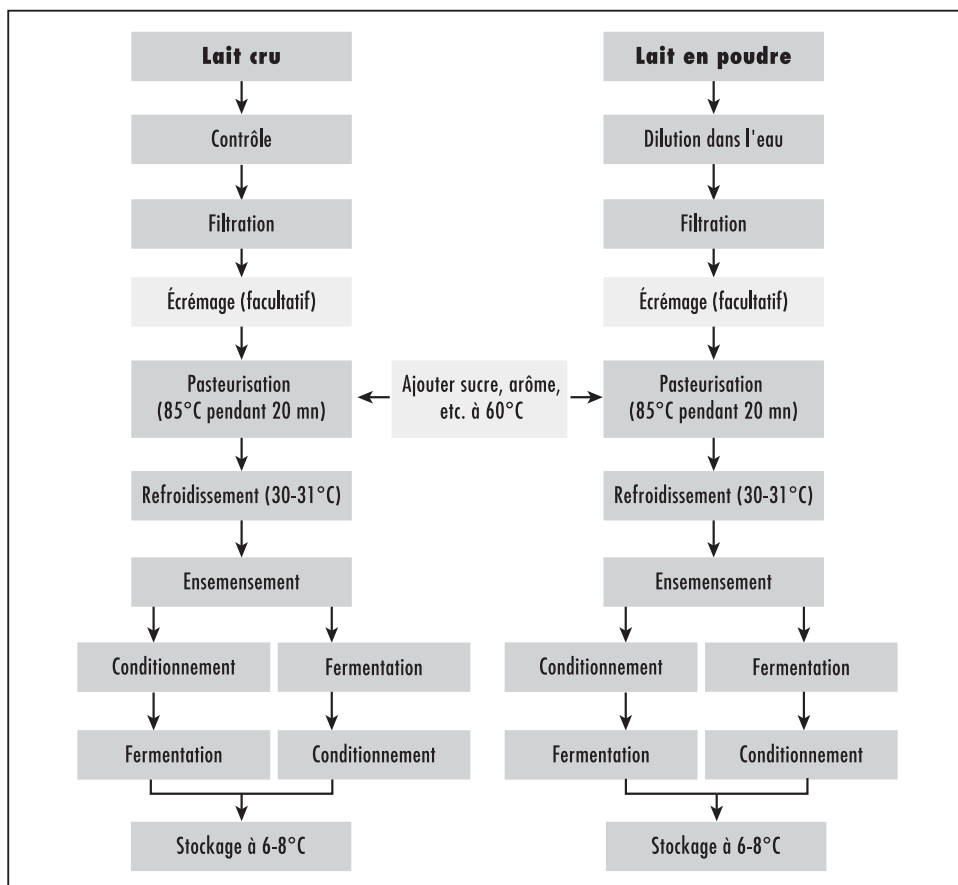 Lait cru
Contrôle
Filtration
Écrémage (facultatif)
Pasteurisation
(85°C pendant 20 mn)
Refroidissement (30-31°C)
Ensemensement
Conditionnement
Fermentation
Fermentation
Conditionnement
Stockage à 6-8°C
Ajouter sucre, arôme,
etc. à 60°C
Lait en poudre
Dilution dans l'eau
Filtration
Écrémage (facultatif)
Pasteurisation
(85°C pendant 20 mn)
Refroidissement (30-31°C)
Ensemensement
Conditionnement
Fermentation
Fermentation
Conditionnement
Stockage à 6-8°C